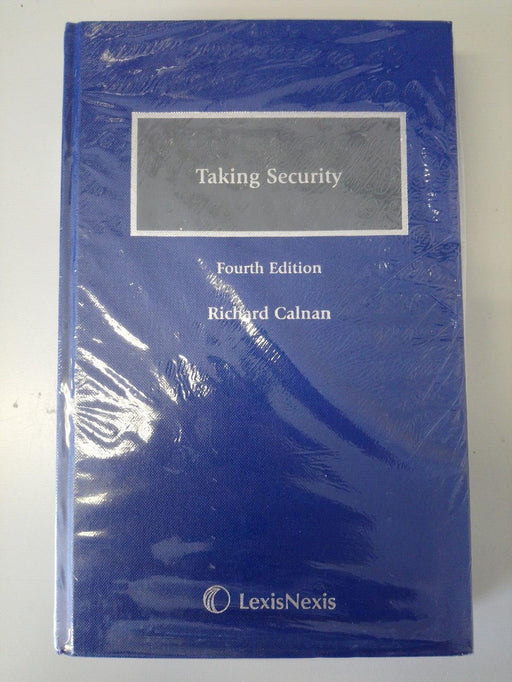 Taking Security
Fourth Edition
Richard Calnan
LexisNexis